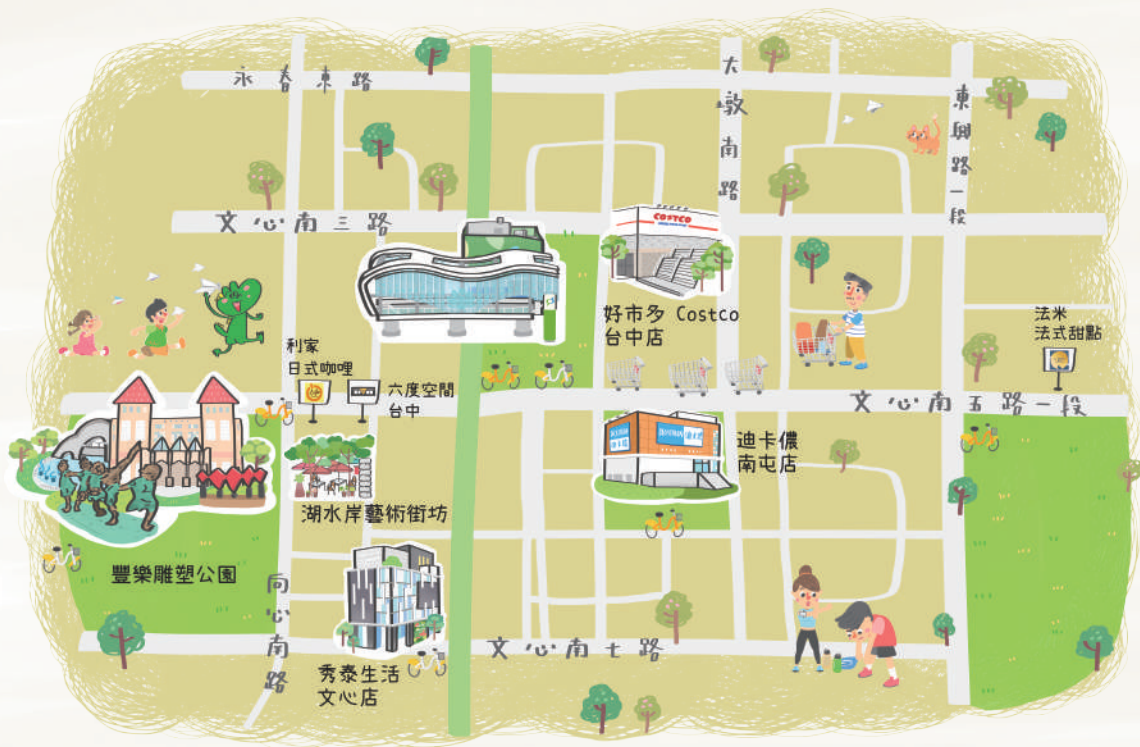 永春東路
大敦南路
東興路一段
文心南三路
COSTCO
好市多 Costco
台中店
法米
法式甜點
利家
日式咖哩
六度空間
台中
文心南五路一段
迪卡儂
南屯店
湖水岸藝術街坊
豐樂雕塑公園
同心南路
文心南七路
秀泰生活
文心店